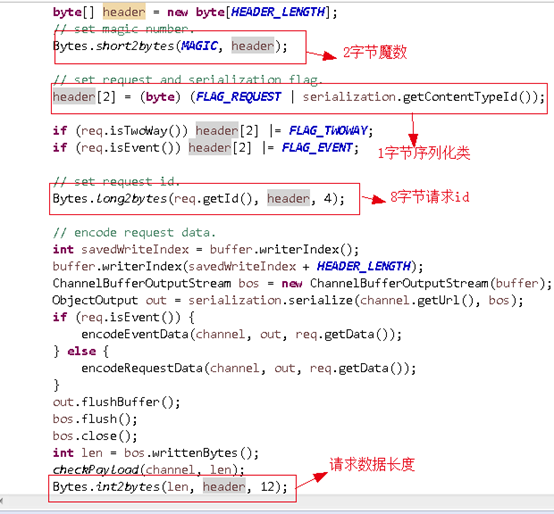 byte[] header = new byte[HEADER_LENGTH];
// set magic number.
Bytes.short2bytes(MAGIC, header);
2字节魔数
// set request and serialization flag.
header[2] = (byte) (FLAG_REQUEST | serialization.getContentTypeId());
if (req.isTwoWay()) header[2] |= FLAG_TWOWAY;
if (req.isEvent()) header[2] |= FLAG_EVENT;
1字节序列化类
// set request id.
Bytes.long2bytes(req.getId(), header, 4);
8字节请求id
// encode request data.
int savedWriteIndex = buffer.writerIndex();
buffer.writerIndex(savedWriteIndex + HEADER_LENGTH);
ChannelBufferOutputStream bos = new ChannelBufferOutputStream(buffer);
ObjectOutput out = serialization.serialize(channel.getUrl(), bos);
if (req.isEvent()) {
encodeEventData(channel, out, req.getData());
} else {
encodeRequestData(channel, out, req.getData());
}
out.flushBuffer();
bos.flush();
bos.close();
int len = bos.writtenBytes();
checkPayload(channel, len);
请求数据长度
Bytes.int2bytes(len, header, 12);